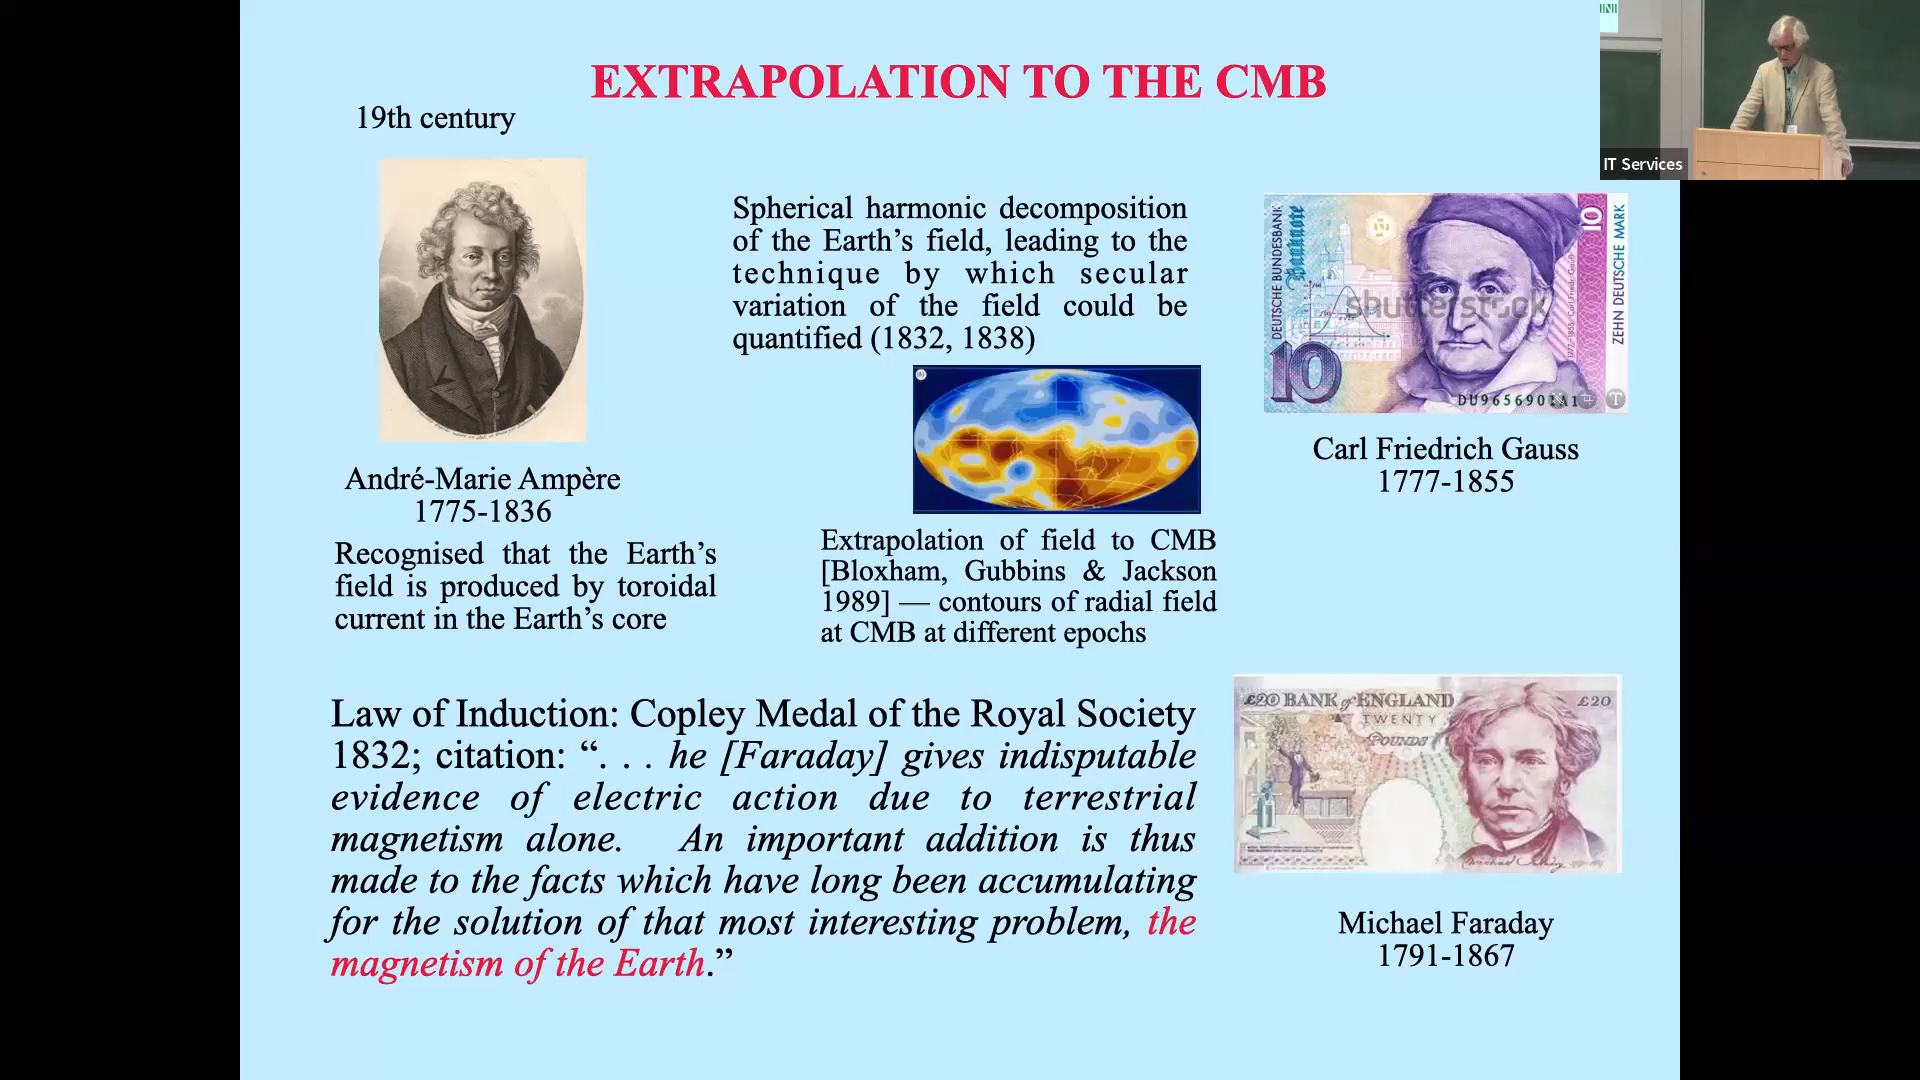 EXTRAPOLATION TO THE CMB
19th century
André-Marie Ampère
1775-1836
Recognised that the Earth's
field is produced by toroidal
current in the Earth's core
Spherical harmonic decomposition
of the Earth's field, leading to the
technique by which secular
variation of the field could be
quantified (1832, 1838)
Extrapolation of field to CMB
[Bloxham, Gubbins & Jackson
1989] — contours of radial field
at CMB at different epochs
DEUTSCHE BUNDESBANK
Banknote
10
ZEHN DEUTSCHE MARK
shutterstock
10
T
Carl Friedrich Gauss
1777-1855
Law of Induction: Copley Medal of the Royal Society
1832; citation: “. . . he [Faraday] gives indisputable
evidence of electric action due to terrestrial
magnetism alone. An important addition is thus
made to the facts which have long been accumulating
for the solution of that most interesting problem, the
magnetism of the Earth.”
£20 BANK of ENGLAND £20
TWENTY
POUNDS
Michael Faraday
1791-1867
IT Services